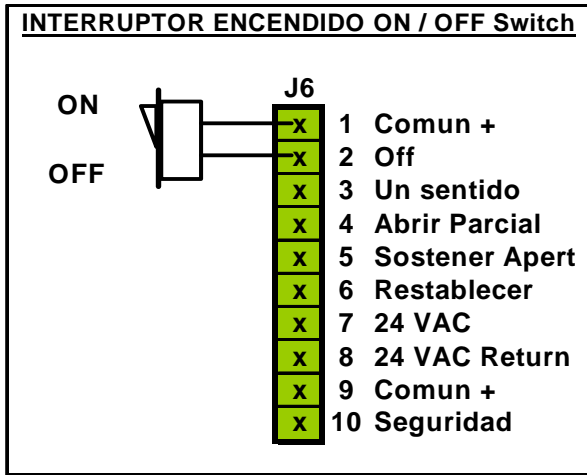 INTERRUPTOR ENCENDIDO ON / OFF Switch
J6
ON
OFF
x 1 Comun +
x 2 Off
x 3 Un sentido
x 4 Abrir Parcial
x 5 Sostener Apert
x 6 Restablecer
x 7 24 VAC
x 8 24 VAC Return
x 9 Comun +
x 10 Seguridad